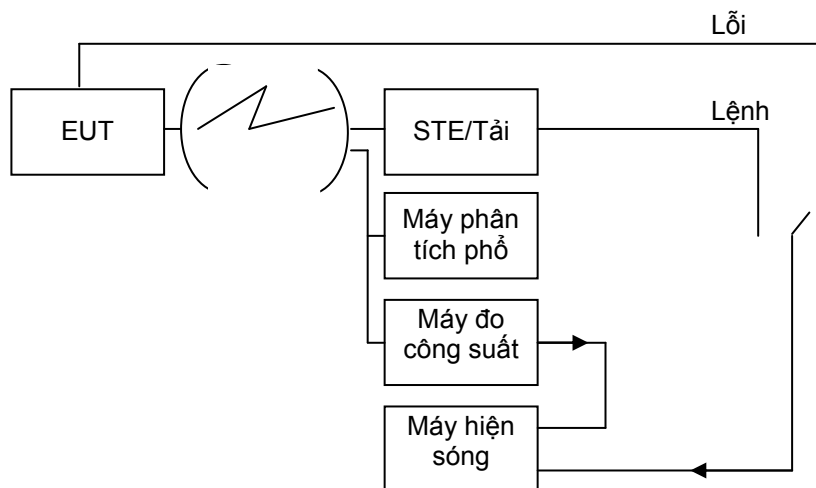 Lỗi
EUT
STE/Tải
Lệnh
Máy phân
tích phổ
Máy đo
công suất
Máy hiện
sóng